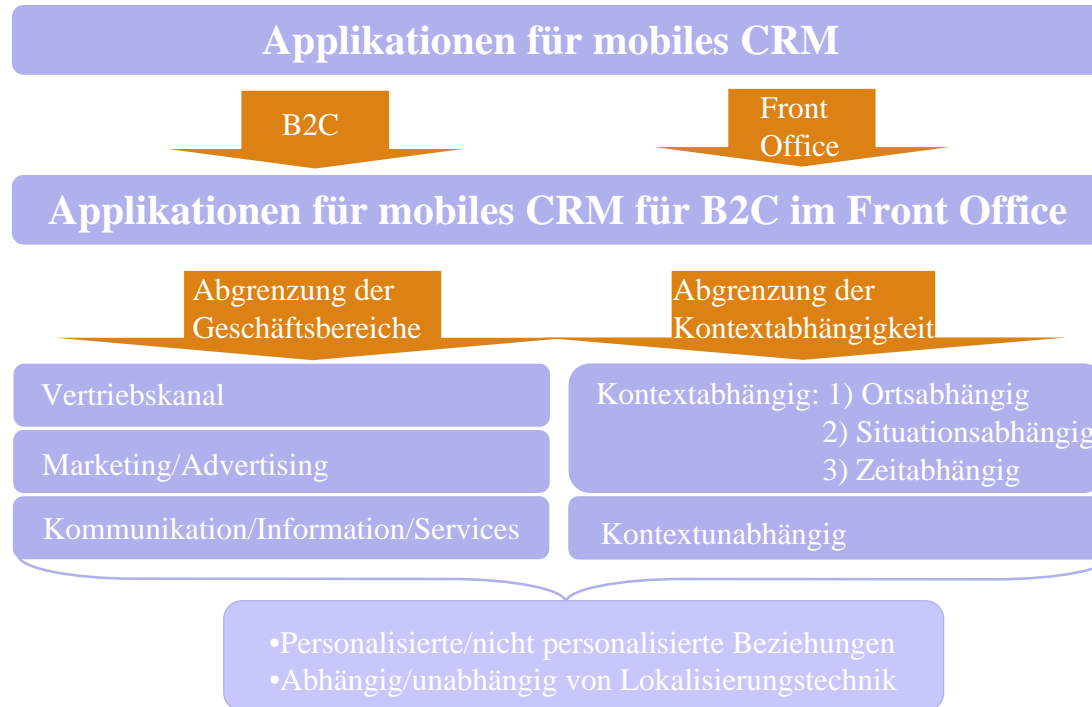 Applikationen für mobiles CRM
B2C
Front
Office
Applikationen für mobiles CRM für B2C im Front Office
Abgrenzung der
Geschäftsbereiche
Abgrenzung der
Kontextabhängigkeit
Vertriebskanal
Marketing/Advertising
Kommunikation/Information/Services
Kontextabhängig: 1) Ortsabhängig
2) Situationsabhängig
3) Zeitabhängig
Kontextunabhängig
•Personalisierte/nicht personalisierte Beziehungen
•Abhängig/unabhängig von Lokalisierungstechnik